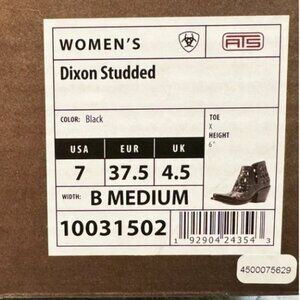 WOMEN'S
ATS
Dixon Studded
COLOR: Black
TOE
X
HEIGHT
6"
USA EUR UK
7 37.5 4.5
WIDTH: B MEDIUM
10031502
1 92904 24354 3
4500075629